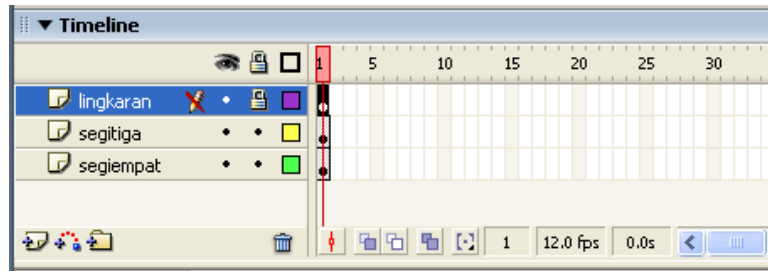 Timeline
1 5 10 15 20 25 30
lingkaran
segitiga
segiempat
1 12.0 fps 0.0s